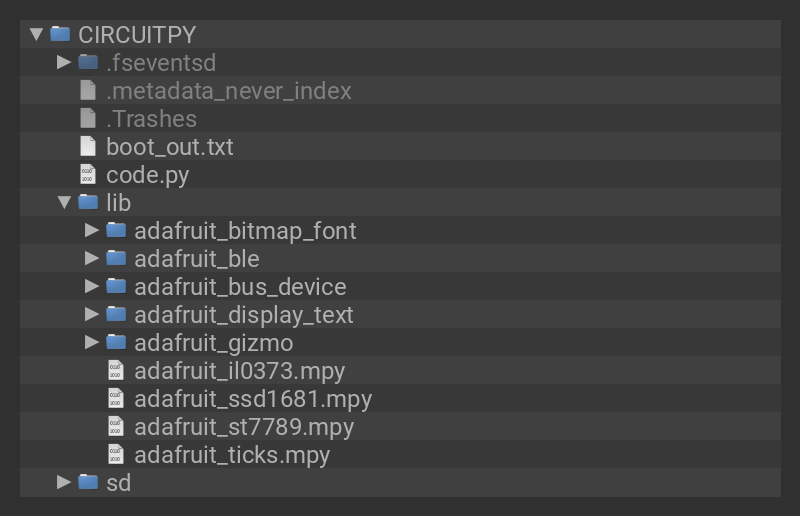 CIRCUITPY
.fseventsd
.metadata_never_index
.Trashes
boot_out.txt
code.py
lib
adafruit_bitmap_font
adafruit_ble
adafruit_bus_device
adafruit_display_text
adafruit_gizmo
adafruit_il0373.mpy
adafruit_ssd1681.mpy
adafruit_st7789.mpy
adafruit_ticks.mpy
sd